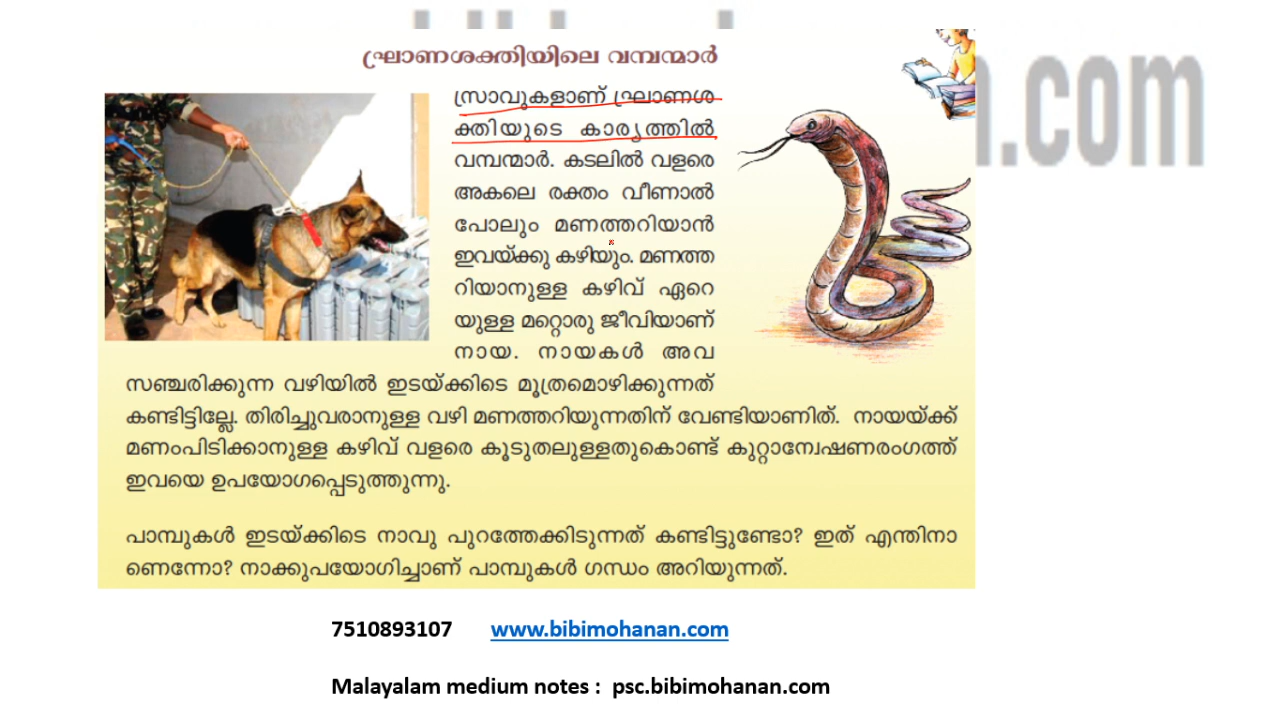 ഘ്രാണശക്തിയിലെ വമ്പന്മാർ
സ്രാവുകളാണ് ഘ്രാണശ
ക്തിയുടെ കാര്യത്തിൽ
വമ്പന്മാർ. കടലിൽ വളരെ
അകലെ രക്തം വീണാൽ
പോലും മണത്തറിയാൻ
ഇവയ്ക്കു കഴിയും. മണത്ത
റിയാനുള്ള കഴിവ് ഏറെ
യുള്ള മറ്റൊരു ജീവിയാണ്
നായ. നായകൾ അവ
സഞ്ചരിക്കുന്ന വഴിയിൽ ഇടയ്ക്കിടെ മൂത്രമൊഴിക്കുന്നത്
കണ്ടിട്ടില്ലേ. തിരിച്ചുവരാനുള്ള വഴി മണത്തറിയുന്നതിന് വേണ്ടിയാണിത്. നായയ്ക്ക്
മണംപിടിക്കാനുള്ള കഴിവ് വളരെ കൂടുതലുള്ളതുകൊണ്ട് കുറ്റാന്വേഷണരംഗത്ത്
ഇവയെ ഉപയോഗപ്പെടുത്തുന്നു.
പാമ്പുകൾ ഇടയ്ക്കിടെ നാവു പുറത്തേക്കിടുന്നത് കണ്ടിട്ടുണ്ടോ? ഇത് എന്തിനാ
ണെന്നോ? നാക്കുപയോഗിച്ചാണ് പാമ്പുകൾ ഗന്ധം അറിയുന്നത്.
n.com
7510893107 www.bibimohanan.com
Malayalam medium notes : psc.bibimohanan.com